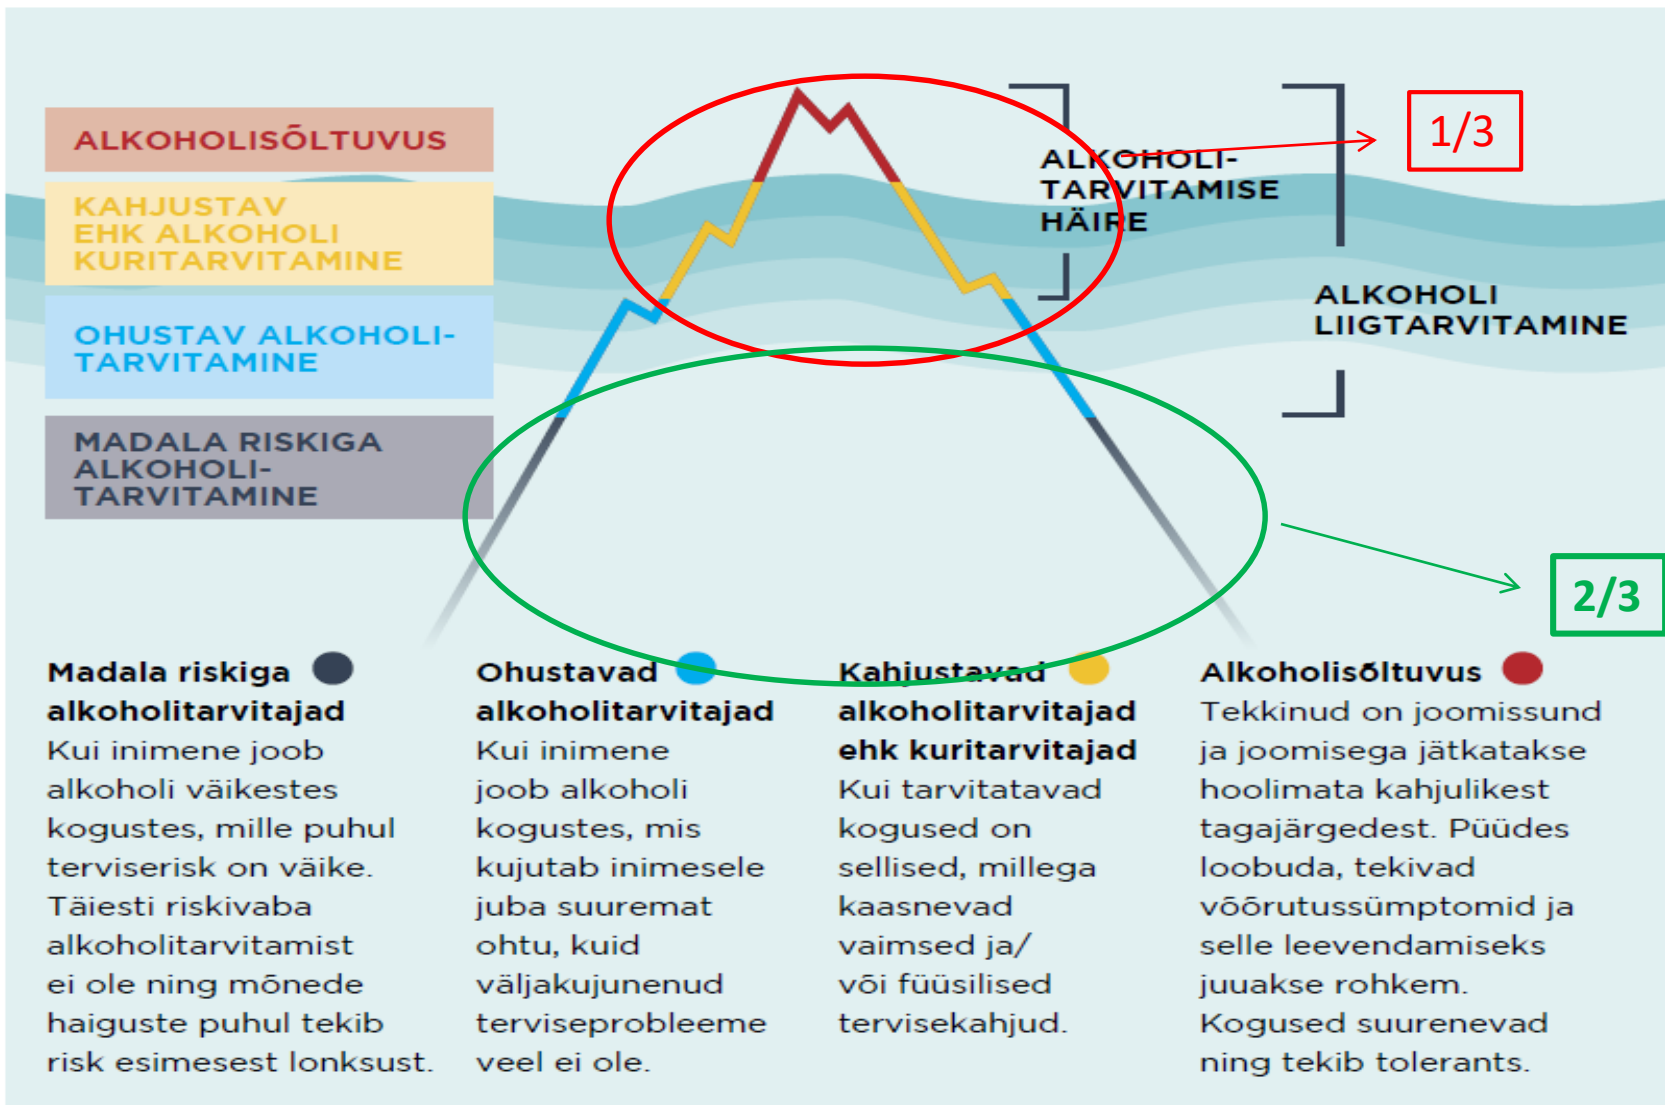 ALKOHOLISÕLTUVUS
KAHJUSTAV
EHK ALKOHOLI
KURITARVITAMINE
OHUSTAV ALKOHOLI-
TARVITAMINE
MADALA RISKIGA
ALKOHOLI-
TARVITAMINE
ALKOHOLI-
TARVITAMISE
HÄIRE
1/3
ALKOHOLI
LIIGTARVITAMINE
2/3
Madala riskiga
alkoholitarvitajad
Kui inimene joob
alkoholi väikestes
kogustes, mille puhul
terviserisk on väike.
Täiesti riskivaba
alkoholitarvitamist
ei ole ning mõnede
haiguste puhul tekib
risk esimesest lonksust.
Ohustavad
alkoholitarvitajad
Kui inimene
joob alkoholi
kogustes, mis
kujutab inimesele
juba suuremat
ohtu, kuid
väljakujunenud
terviseprobleeme
veel ei ole.
Kahjustavad
alkoholitarvitajad
ehk kuritarvitajad
Kui tarvitatavad
kogused on
sellised, millega
kaasnevad
vaimsed ja/
või füüsilised
tervisekahjud.
Alkoholisõltuvus
Tekkinud on joomissund
ja joomisega jätkatakse
hoolimata kahjulikest
tagajärgedest. Püüdes
loobuda, tekivad
võõrutussümptomid ja
selle leevendamiseks
juuakse rohkem.
Kogused suurenevad
ning tekib tolerants.